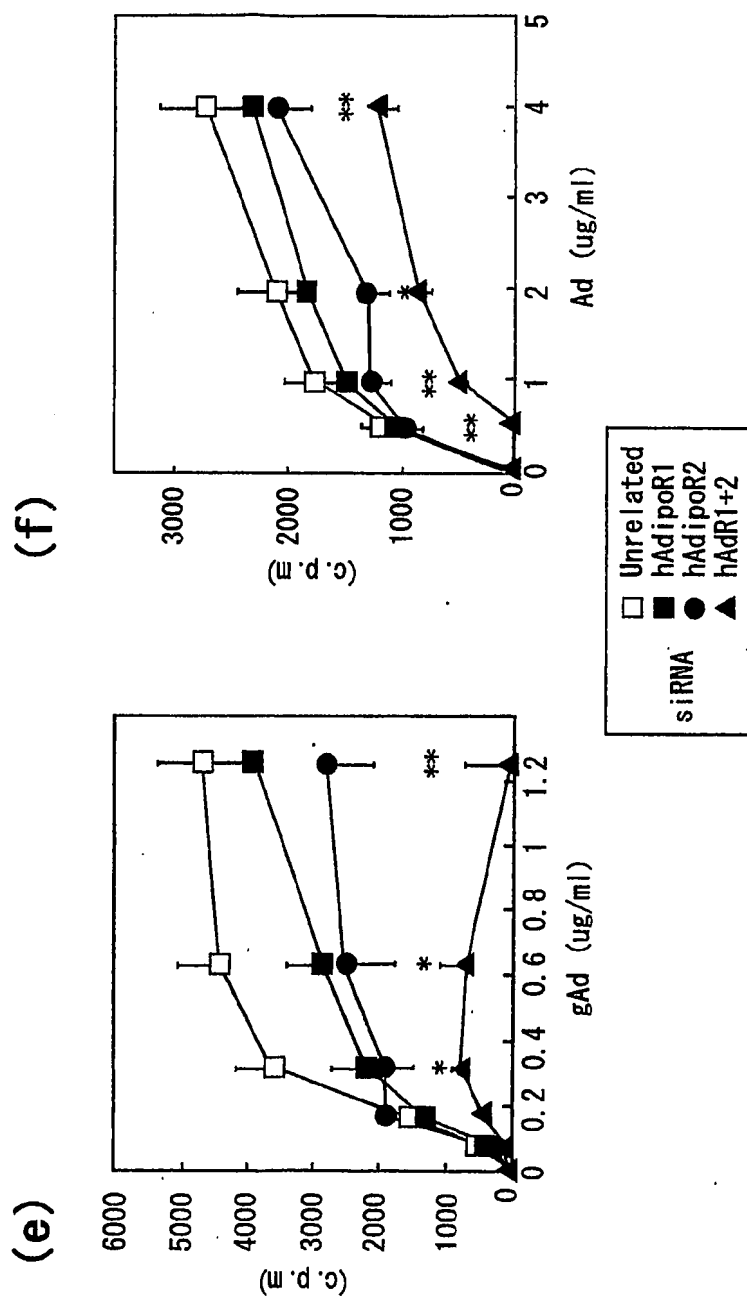 (e)
6000
5000
4000
3000
2000
1000
0
(c.p.m)
*
*
**
0
0.2
0.4
0.6
0.8
1
1.2
gAd (ug/ml)
(f)
3000
2000
1000
0
(c.p.m)
**
**
*
**
0
1
2
3
4
5
Ad (ug/ml)
siRNA
Unrelated
hAdipoR1
hAdipoR2
hAdR1+2